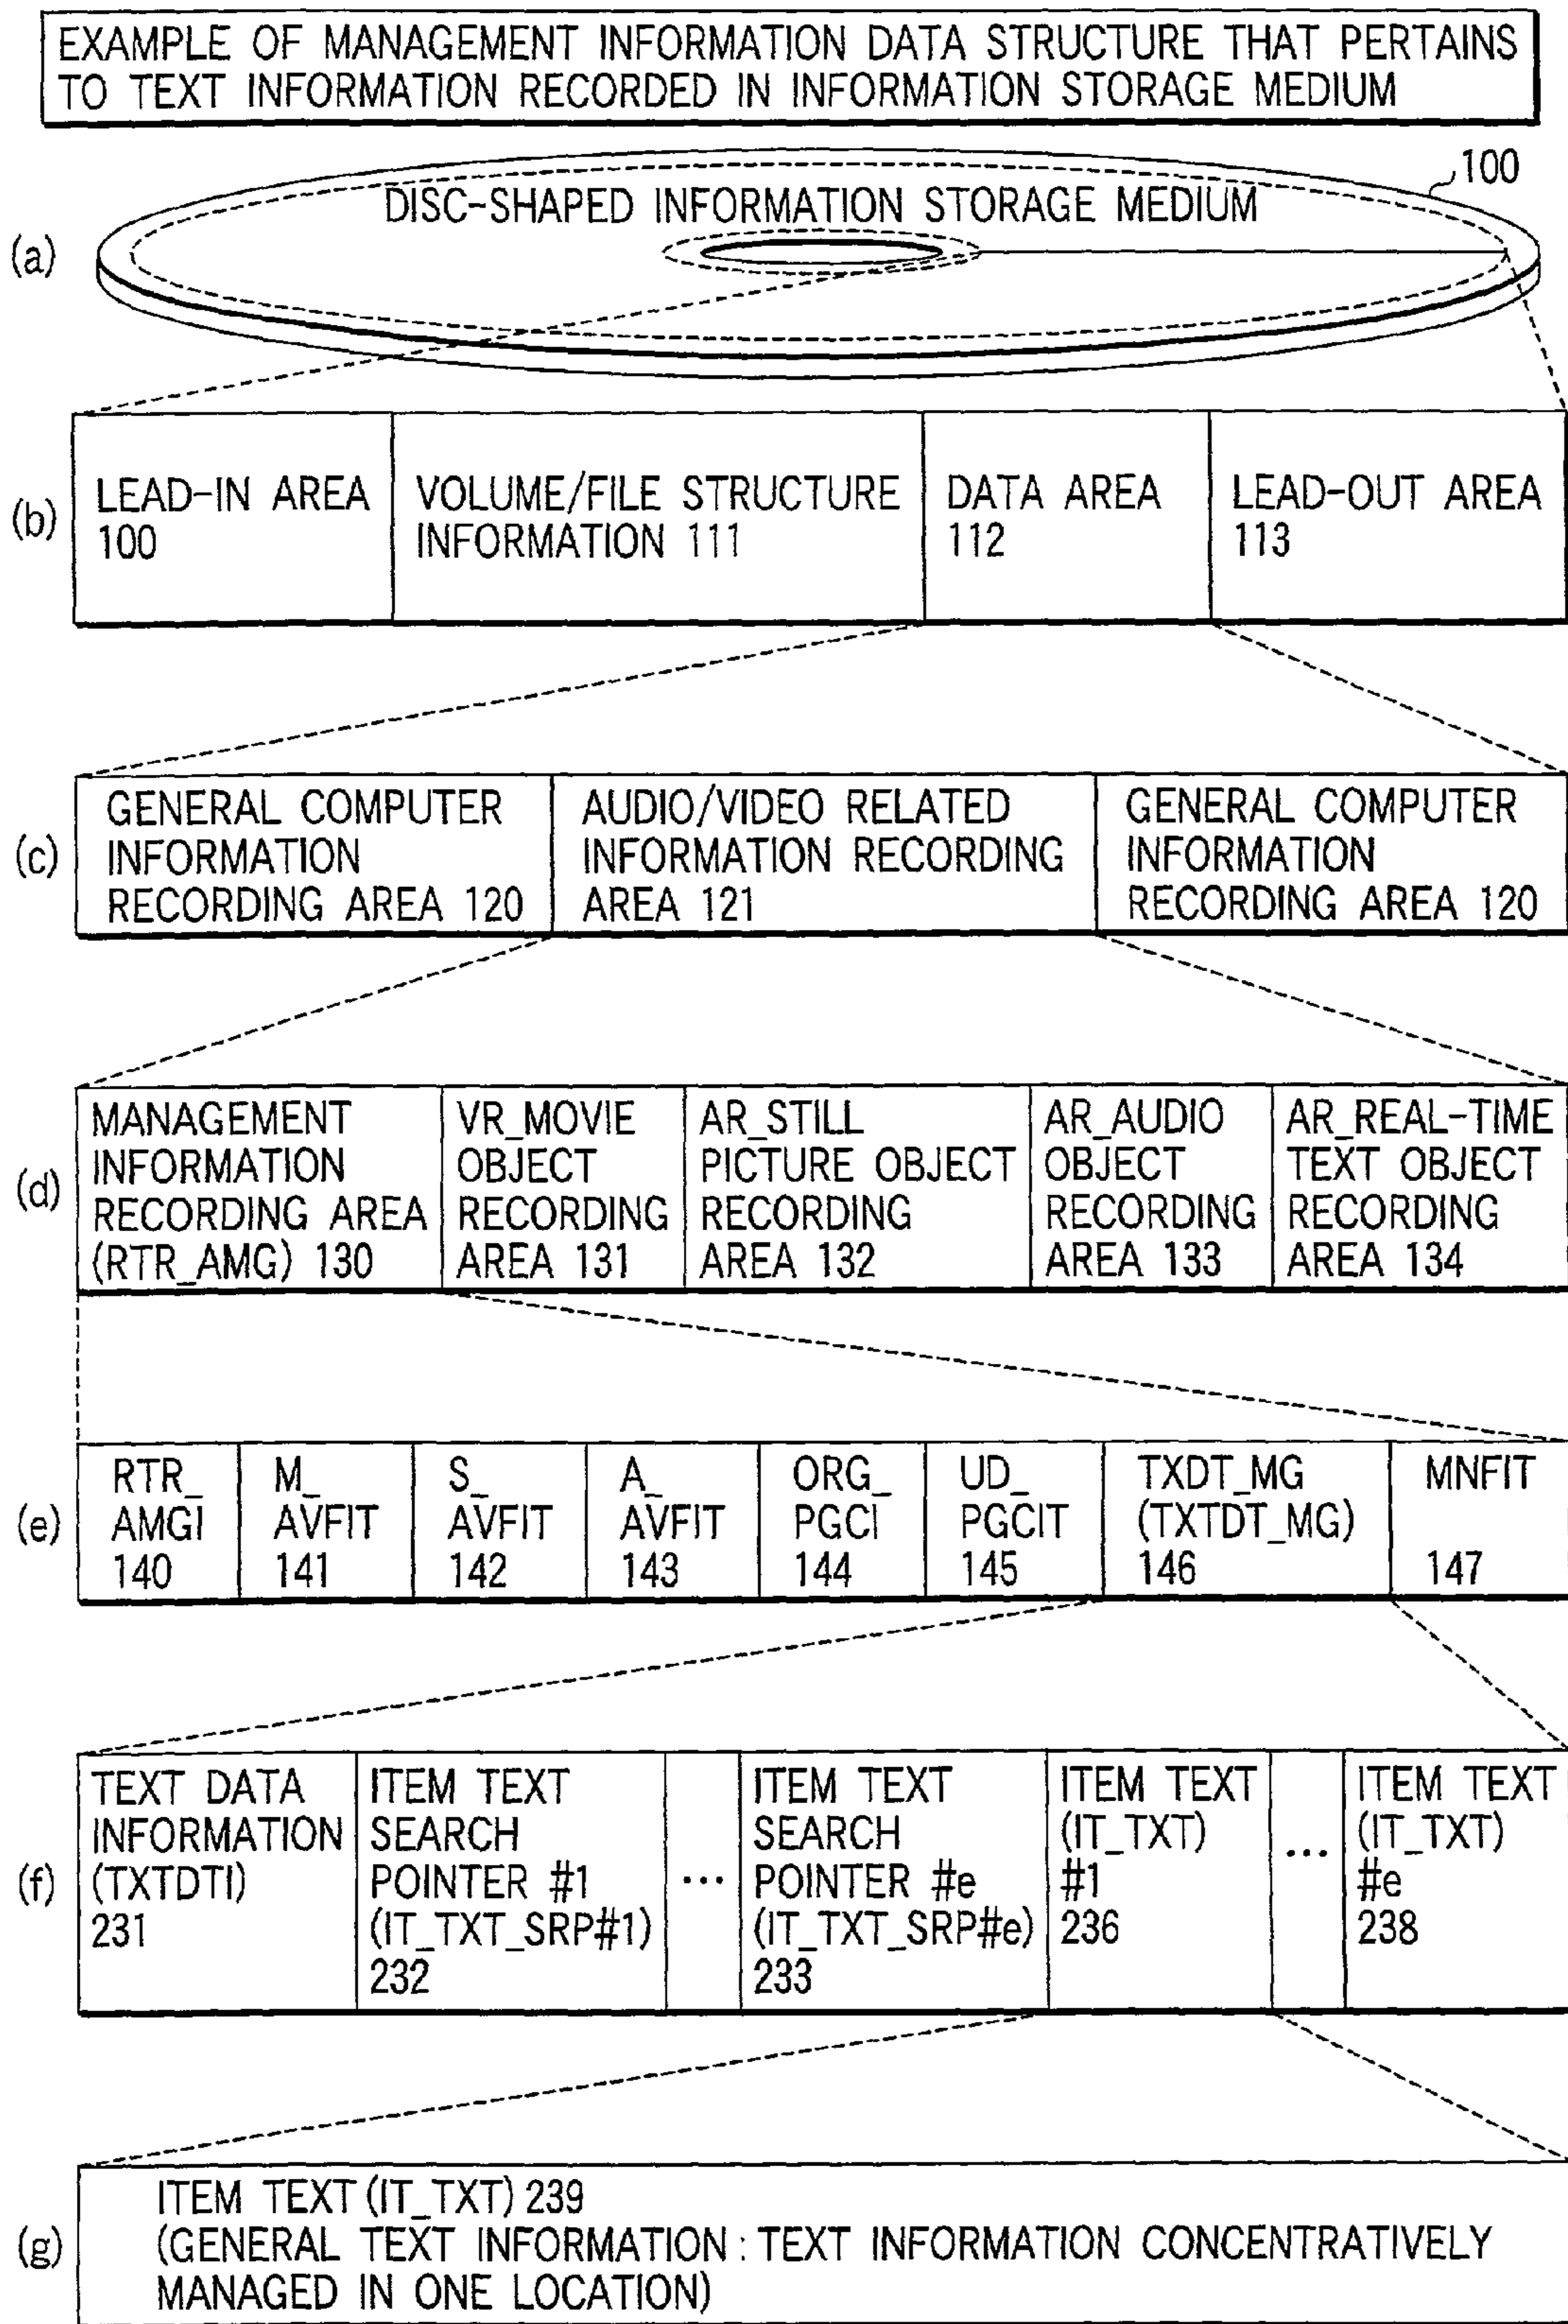 EXAMPLE OF MANAGEMENT INFORMATION DATA STRUCTURE THAT PERTAINS
TO TEXT INFORMATION RECORDED IN INFORMATION STORAGE MEDIUM
100
DISC-SHAPED INFORMATION STORAGE MEDIUM
(a)
(b)
LEAD-IN AREA
100
VOLUME/FILE STRUCTURE
INFORMATION 111
DATA AREA
112
LEAD-OUT AREA
113
(c)
GENERAL COMPUTER
INFORMATION
RECORDING AREA 120
AUDIO/VIDEO RELATED
INFORMATION RECORDING
AREA 121
GENERAL COMPUTER
INFORMATION
RECORDING AREA 120
(d)
MANAGEMENT
INFORMATION
RECORDING AREA
(RTR_AMG) 130
VR_MOVIE
OBJECT
RECORDING
AREA 131
AR_STILL
PICTURE OBJECT
RECORDING
AREA 132
AR_AUDIO
OBJECT
RECORDING
AREA 133
AR_REAL-TIME
TEXT OBJECT
RECORDING
AREA 134
(e)
RTR_
AMGI
140
M_
AVFIT
141
S_
AVFIT
142
A_
AVFIT
143
ORG_
PGCI
144
UD_
PGCIT
145
TXDT_MG
(TXTDT_MG)
146
MNFIT
147
(f)
TEXT DATA
INFORMATION
(TXTDTI)
231
ITEM TEXT
SEARCH
POINTER #1
(IT_TXT_SRP#1)
232
...
ITEM TEXT
SEARCH
POINTER #e
(IT_TXT_SRP#e)
233
ITEM TEXT
(IT_TXT)
#1
236
...
ITEM TEXT
(IT_TXT)
#e
238
(g)
ITEM TEXT (IT_TXT) 239
(GENERAL TEXT INFORMATION : TEXT INFORMATION CONCENTRATIVELY
MANAGED IN ONE LOCATION)